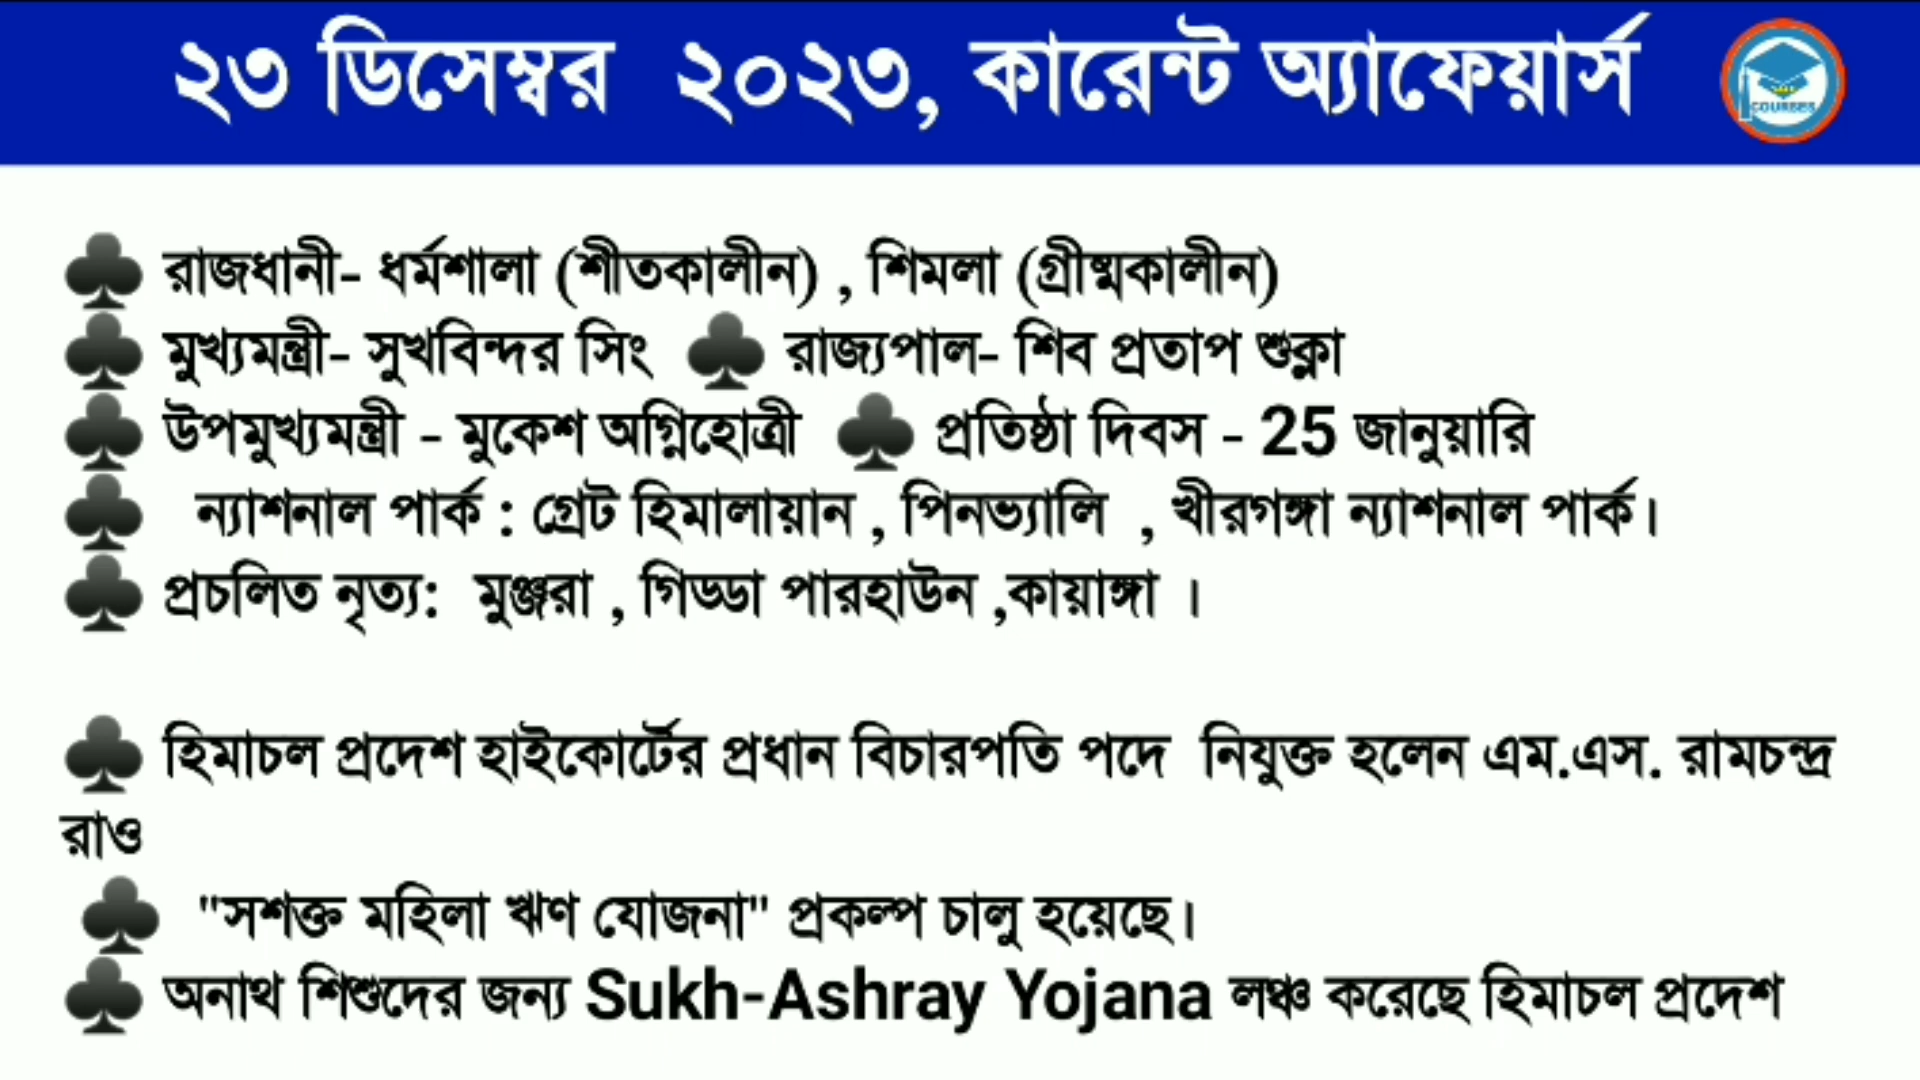 ২৩ ডিসেম্বর ২০২৩, কারেন্ট অ্যাফেয়ার্স
COURSES
♣ রাজধানী- ধর্মশালা (শীতকালীন) , শিমলা (গ্রীষ্মকালীন)
♣ মুখ্যমন্ত্রী- সুখবিন্দর সিং ♣ রাজ্যপাল- শিব প্রতাপ শুক্লা
♣ উপমুখ্যমন্ত্রী - মুকেশ অগ্নিহোত্রী ♣ প্রতিষ্ঠা দিবস - 25 জানুয়ারি
♣ ন্যাশনাল পার্ক : গ্রেট হিমালায়ান , পিনভ্যালি , খীরগঙ্গা ন্যাশনাল পার্ক।
♣ প্রচলিত নৃত্য: মুঞ্জরা , গিড্ডা পারহাউন ,কায়াঙ্গা ।
♣ হিমাচল প্রদেশ হাইকোর্টের প্রধান বিচারপতি পদে নিযুক্ত হলেন এম.এস. রামচন্দ্র
রাও
♣ "সশক্ত মহিলা ঋণ যোজনা" প্রকল্প চালু হয়েছে।
♣ অনাথ শিশুদের জন্য Sukh-Ashray Yojana লঞ্চ করেছে হিমাচল প্রদেশ